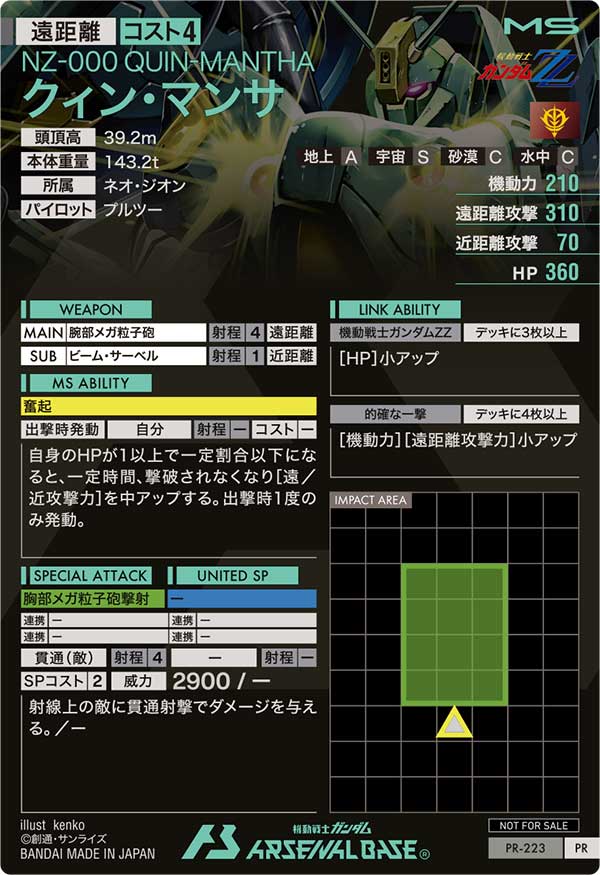 遠距離 コスト4 MS
NZ-000 QUIN-MANTHA
クィン・マンサ
機動戦士ガンダムZZ
頭頂高 39.2m
本体重量 143.2t
所属 ネオ・ジオン
パイロット プルツー
地上 A 宇宙 S 砂漠 C 水中 C
機動力 210
遠距離攻撃 310
近距離攻撃 70
HP 360
WEAPON
MAIN 腕部メガ粒子砲 射程 4 遠距離
SUB ビーム・サーベル 射程 1 近距離
MS ABILITY
奮起
出撃時発動 自分 射程 ー コスト ー
自身のHPが1以上で一定割合以下にな
ると、一定時間、撃破されなくなり[遠／
近攻撃力]を中アップする。出撃時1度の
み発動。
SPECIAL ATTACK UNITED SP
胸部メガ粒子砲撃射 ー
連携 ー 連携 ー
連携 ー 連携 ー
貫通(敵) 射程 4 ー 射程 ー
SPコスト 2 威力 2900 / ー
射線上の敵に貫通射撃でダメージを与え
る。／ー
LINK ABILITY
機動戦士ガンダムZZ デッキに3枚以上
[HP]小アップ
的確な一撃 デッキに4枚以上
[機動力][遠距離攻撃力]小アップ
IMPACT AREA
illust kenko
©創通・サンライズ
BANDAI MADE IN JAPAN
機動戦士ガンダム
AB ARSENAL BASE®
NOT FOR SALE
PR-223 PR